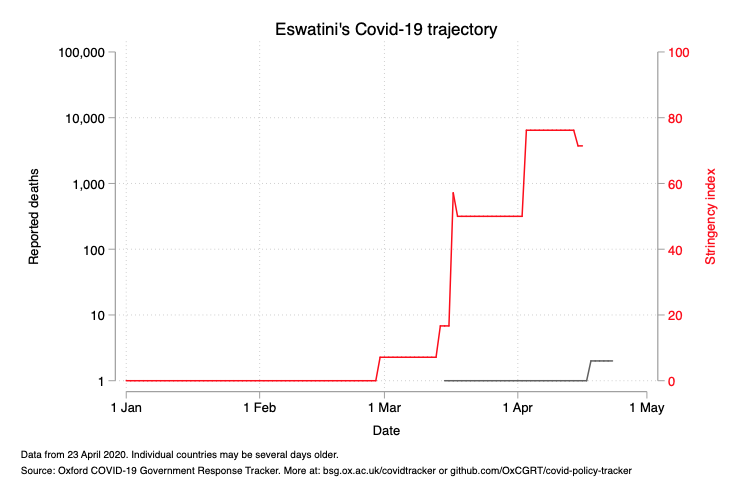 Eswatini's Covid-19 trajectory
100,000
10,000
1,000
100
10
1
Reported deaths
100
80
60
40
20
0
Stringency index
1 Jan 1 Feb 1 Mar 1 Apr 1 May
Date
Data from 23 April 2020. Individual countries may be several days older.
Source: Oxford COVID-19 Government Response Tracker. More at: bsg.ox.ac.uk/covidtracker or github.com/OxCGRT/covid-policy-tracker